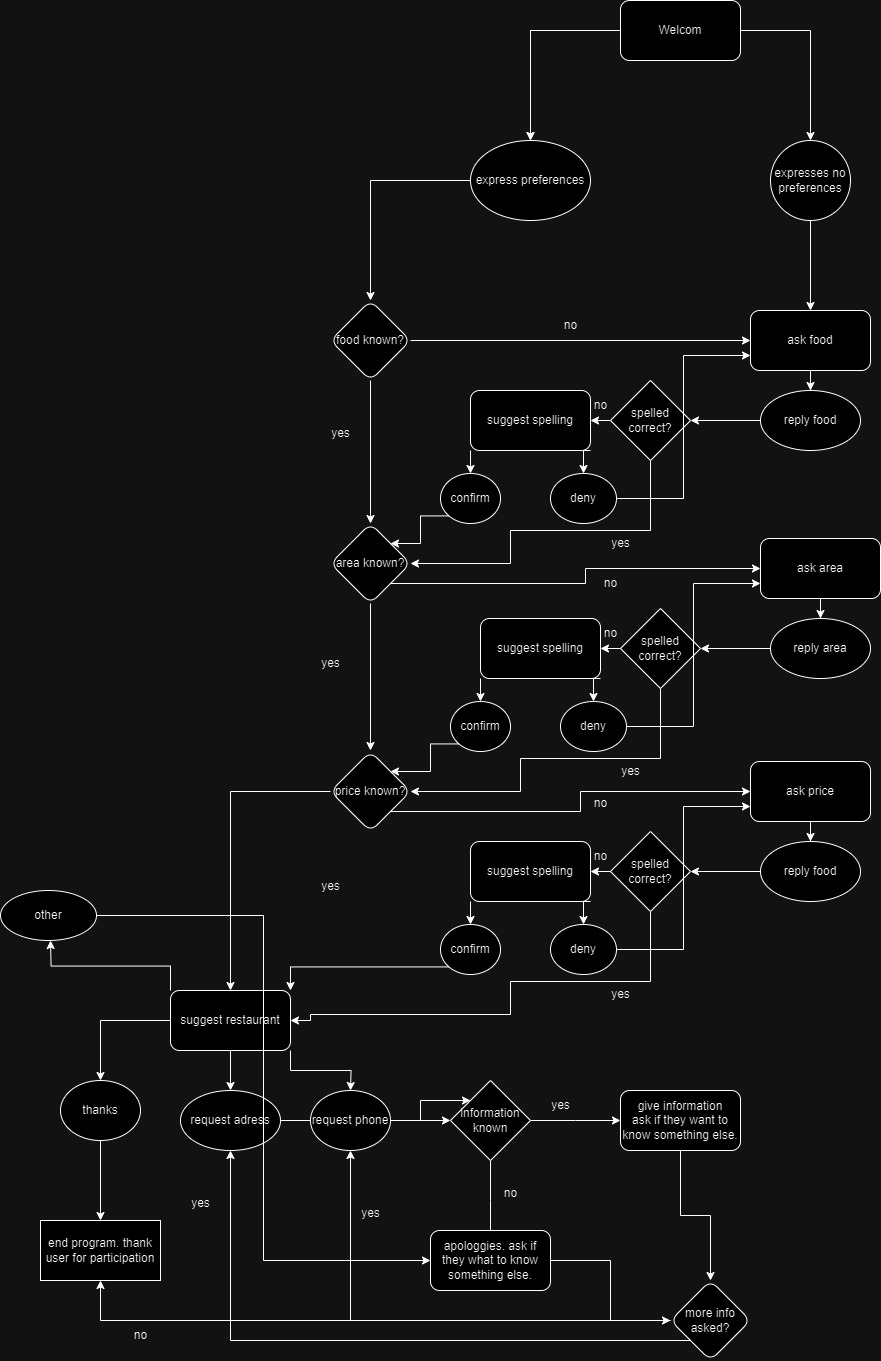 Welcom
express preferences
expresses no
preferences
food known?
no
ask food
yes
suggest spelling
no
spelled
correct?
reply food
confirm
deny
yes
area known?
no
ask area
yes
suggest spelling
no
spelled
correct?
reply area
confirm
deny
yes
price known?
no
ask price
yes
suggest spelling
no
spelled
correct?
reply food
other
confirm
deny
yes
suggest restaurant
thanks
request adress
request phone
information
known
yes
give information
ask if they want to
know something else.
yes
yes
no
end program. thank
user for participation
apologgies. ask if
they what to know
something else.
more info
asked?
no